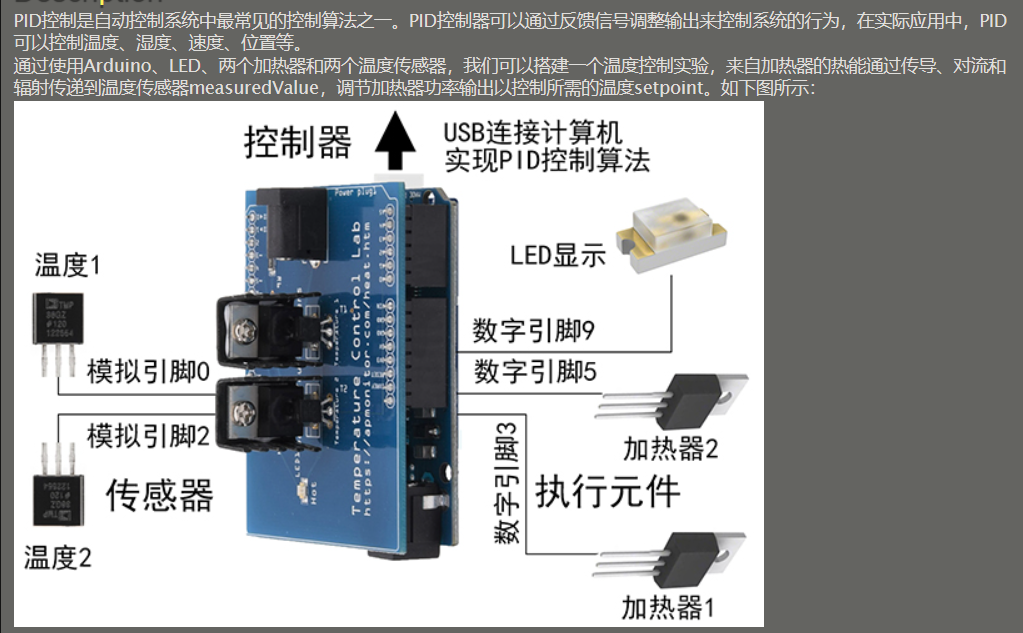 Description
PID控制是自动控制系统中最常见的控制算法之一。PID控制器可以通过反馈信号调整输出来控制系统的行为，在实际应用中，PID
可以控制温度、湿度、速度、位置等。
通过使用Arduino、LED、两个加热器和两个温度传感器，我们可以搭建一个温度控制实验，来自加热器的热能通过传导、对流和
辐射传递到温度传感器measuredValue，调节加热器功率输出以控制所需的温度setpoint。如下图所示：
控制器
USB连接计算机
实现PID控制算法
Power plug
LED显示
温度1
TMP
#120
122564
数字引脚9
模拟引脚0
数字引脚5
Temperature Control Lab
https://apmonitor.com/heat.htm
加热器2
模拟引脚2
数字引脚3
执行元件
传感器
Hot
122564
#120
TMP
温度2
加热器1